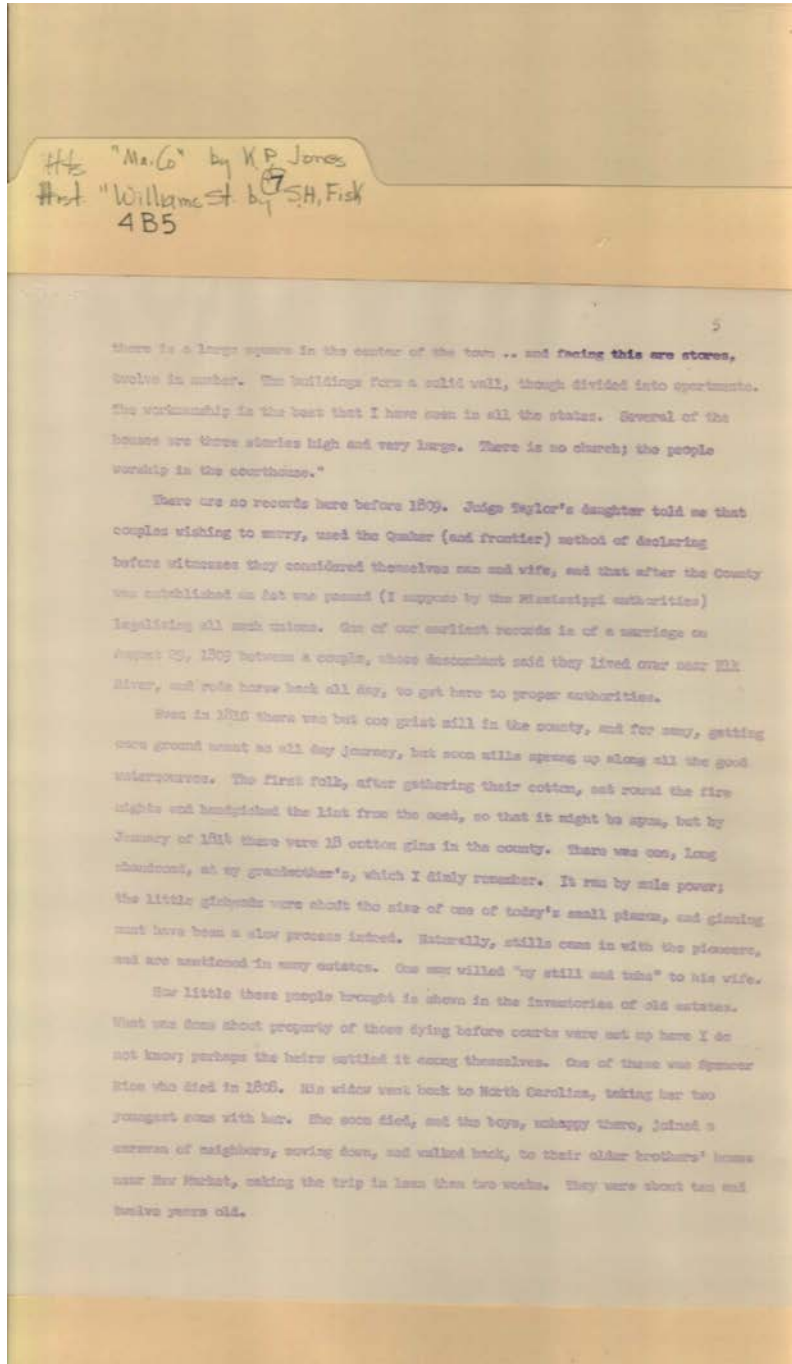 Hts "Ma.Co" by K.P. Jones
Hist "Williams St. by S.H. Fisk
7
4B5
5
there is a large square in the center of the town .. and facing this are stores,
twelve in number. The buildings form a solid wall, though divided into apartments.
The workmanship is the best that I have seen in all the states. Several of the
houses are three stories high and very large. There is no church; the people
worship in the courthouse."
There are no records here before 1809. Judge Taylor's daughter told me that
couples wishing to marry, used the Quaker (and frontier) method of declaring
before witnesses they considered themselves man and wife, and that after the County
was established an Act was passed (I suppose by the Mississippi authorities)
legalizing all such unions. One of our earliest records is of a marriage on
August 29, 1809 between a couple, whose descendant said they lived over near Elk
River, and rode horse back all day, to get here to proper authorities.
Even in 1816 there was but one grist mill in the county, and for many, getting
corn ground meant an all day journey, but soon mills sprang up along all the good
watercourses. The first folk, after gathering their cotton, sat round the fire
nights and handpicked the lint from the seed, so that it might be spun, but by
January of 1816 there were 18 cotton gins in the county. There was one, long
abandoned, at my grandmother's, which I dimly remember. It ran by mule power;
the little ginheads were about the size of one of today's small pianos, and ginning
must have been a slow process indeed. Naturally, stills came in with the pioneers,
and are mentioned in many estates. One man willed "my still and tubs" to his wife.
How little these people brought is shown in the inventories of old estates.
What was done about property of those dying before courts were set up here I do
not know; perhaps the heirs settled it among themselves. One of these was Spencer
Rice who died in 1808. His widow went back to North Carolina, taking her two
youngest sons with her. She soon died, and the boys, unhappy there, joined a
caravan of neighbors, moving down, and walked back, to their older brothers' home
near New Market, making the trip in less than two weeks. They were about ten and
twelve years old.